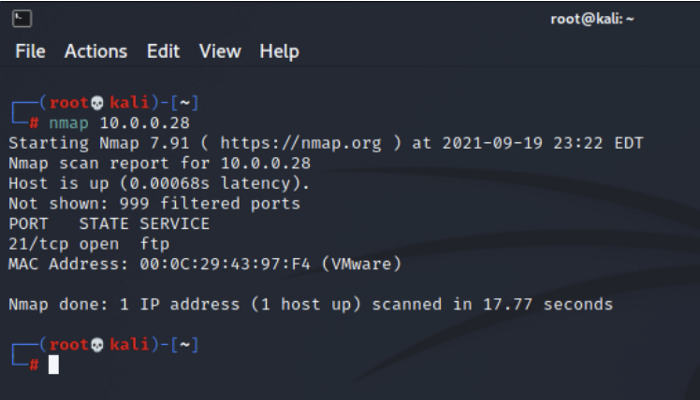 root@kali: ~
File Actions Edit View Help
┌──(root💀kali)-[~]
└─# nmap 10.0.0.28
Starting Nmap 7.91 ( https://nmap.org ) at 2021-09-19 23:22 EDT
Nmap scan report for 10.0.0.28
Host is up (0.00068s latency).
Not shown: 999 filtered ports
PORT   STATE SERVICE
21/tcp open  ftp
MAC Address: 00:0C:29:43:97:F4 (VMware)
Nmap done: 1 IP address (1 host up) scanned in 17.77 seconds
┌──(root💀kali)-[~]
└─#